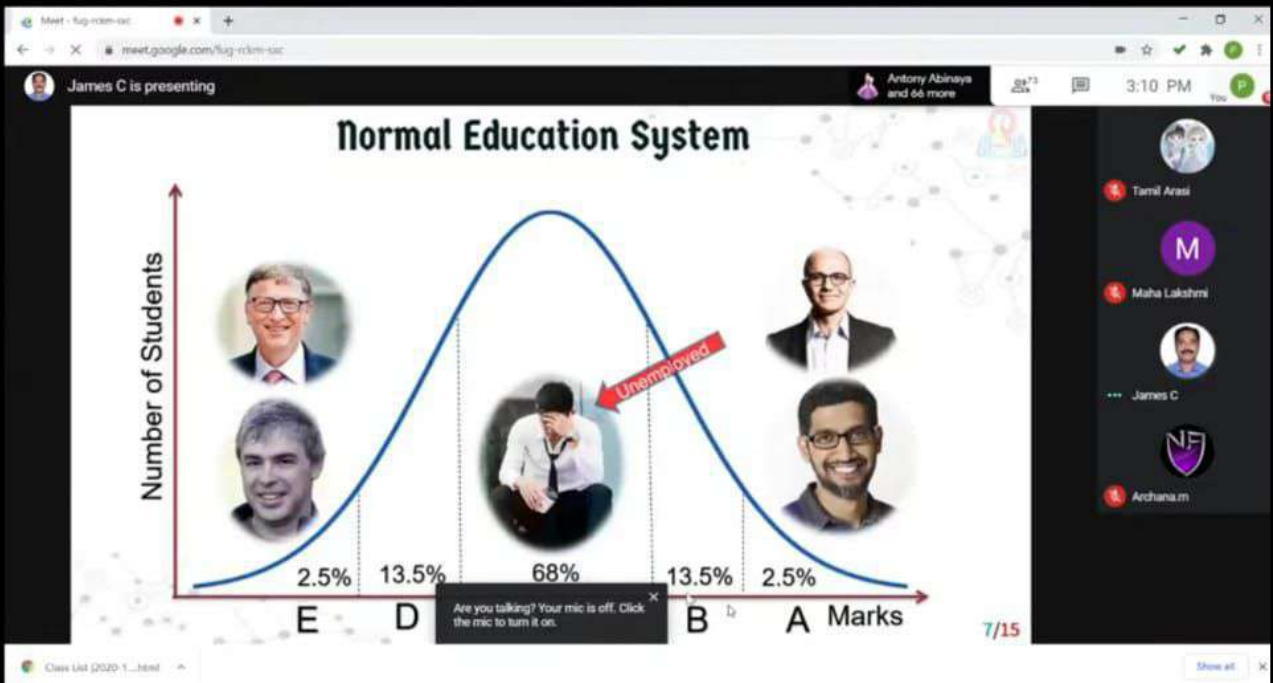 Meet - fug-rckm-sxc
meet.google.com/fug-rckm-sxc
James C is presenting
Antony Abinaya
and 66 more
73
3:10 PM
You
P
P
Normal Education System
Number of Students
Unemployed
2.5%
13.5%
68%
13.5%
2.5%
E
D
B
A
Marks
Are you talking? Your mic is off. Click
the mic to turn it on.
7/15
Tamil Arasi
M
Maha Lakshmi
James C
Archana.m
Class List (2020-1....html
Show all